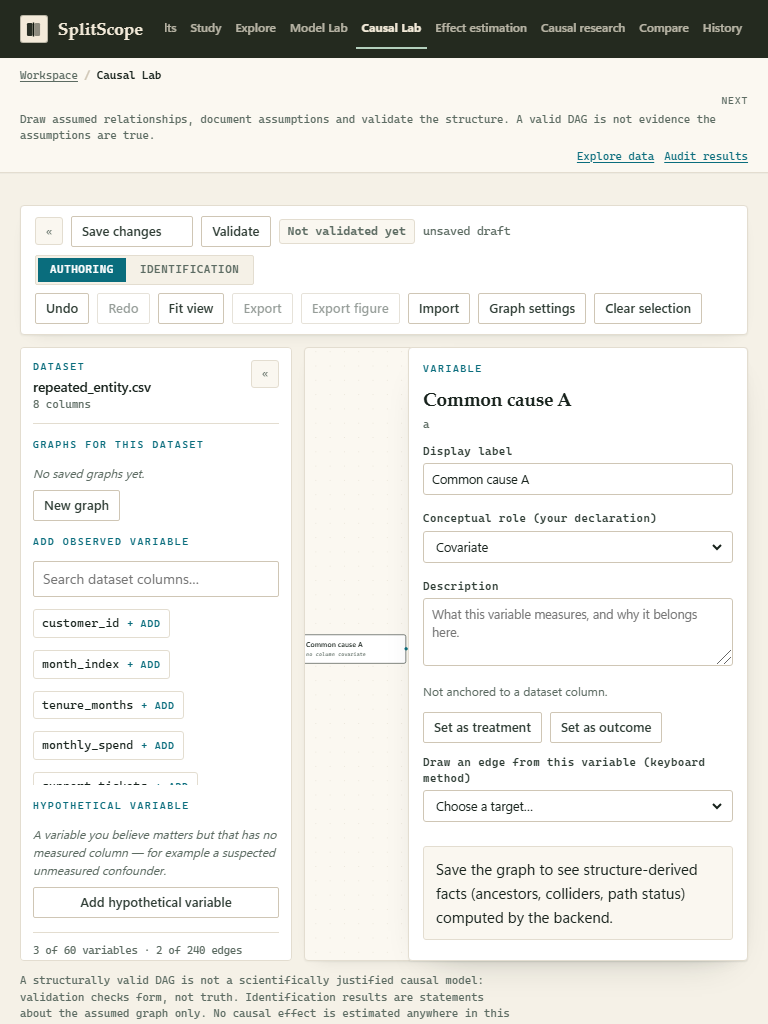 SplitScope
lts Study Explore Model Lab Causal Lab Effect estimation Causal research Compare History
Workspace / Causal Lab
NEXT
Draw assumed relationships, document assumptions and validate the structure. A valid DAG is not evidence the
assumptions are true.
Explore data Audit results
« Save changes Validate Not validated yet unsaved draft
AUTHORING IDENTIFICATION
Undo Redo Fit view Export Export figure Import Graph settings Clear selection
DATASET
«
repeated_entity.csv
8 columns
GRAPHS FOR THIS DATASET
No saved graphs yet.
New graph
ADD OBSERVED VARIABLE
Search dataset columns…
customer_id + ADD
month_index + ADD
tenure_months + ADD
monthly_spend + ADD
support_tickets + ADD
HYPOTHETICAL VARIABLE
A variable you believe matters but that has no
measured column — for example a suspected
unmeasured confounder.
Add hypothetical variable
3 of 60 variables · 2 of 240 edges
Common cause A
no column covariate
VARIABLE
Common cause A
a
Display label
Common cause A
Conceptual role (your declaration)
Covariate
Description
What this variable measures, and why it belongs
here.
Not anchored to a dataset column.
Set as treatment Set as outcome
Draw an edge from this variable (keyboard
method)
Choose a target…
Save the graph to see structure-derived
facts (ancestors, colliders, path status)
computed by the backend.
A structurally valid DAG is not a scientifically justified causal model:
validation checks form, not truth. Identification results are statements
about the assumed graph only. No causal effect is estimated anywhere in this